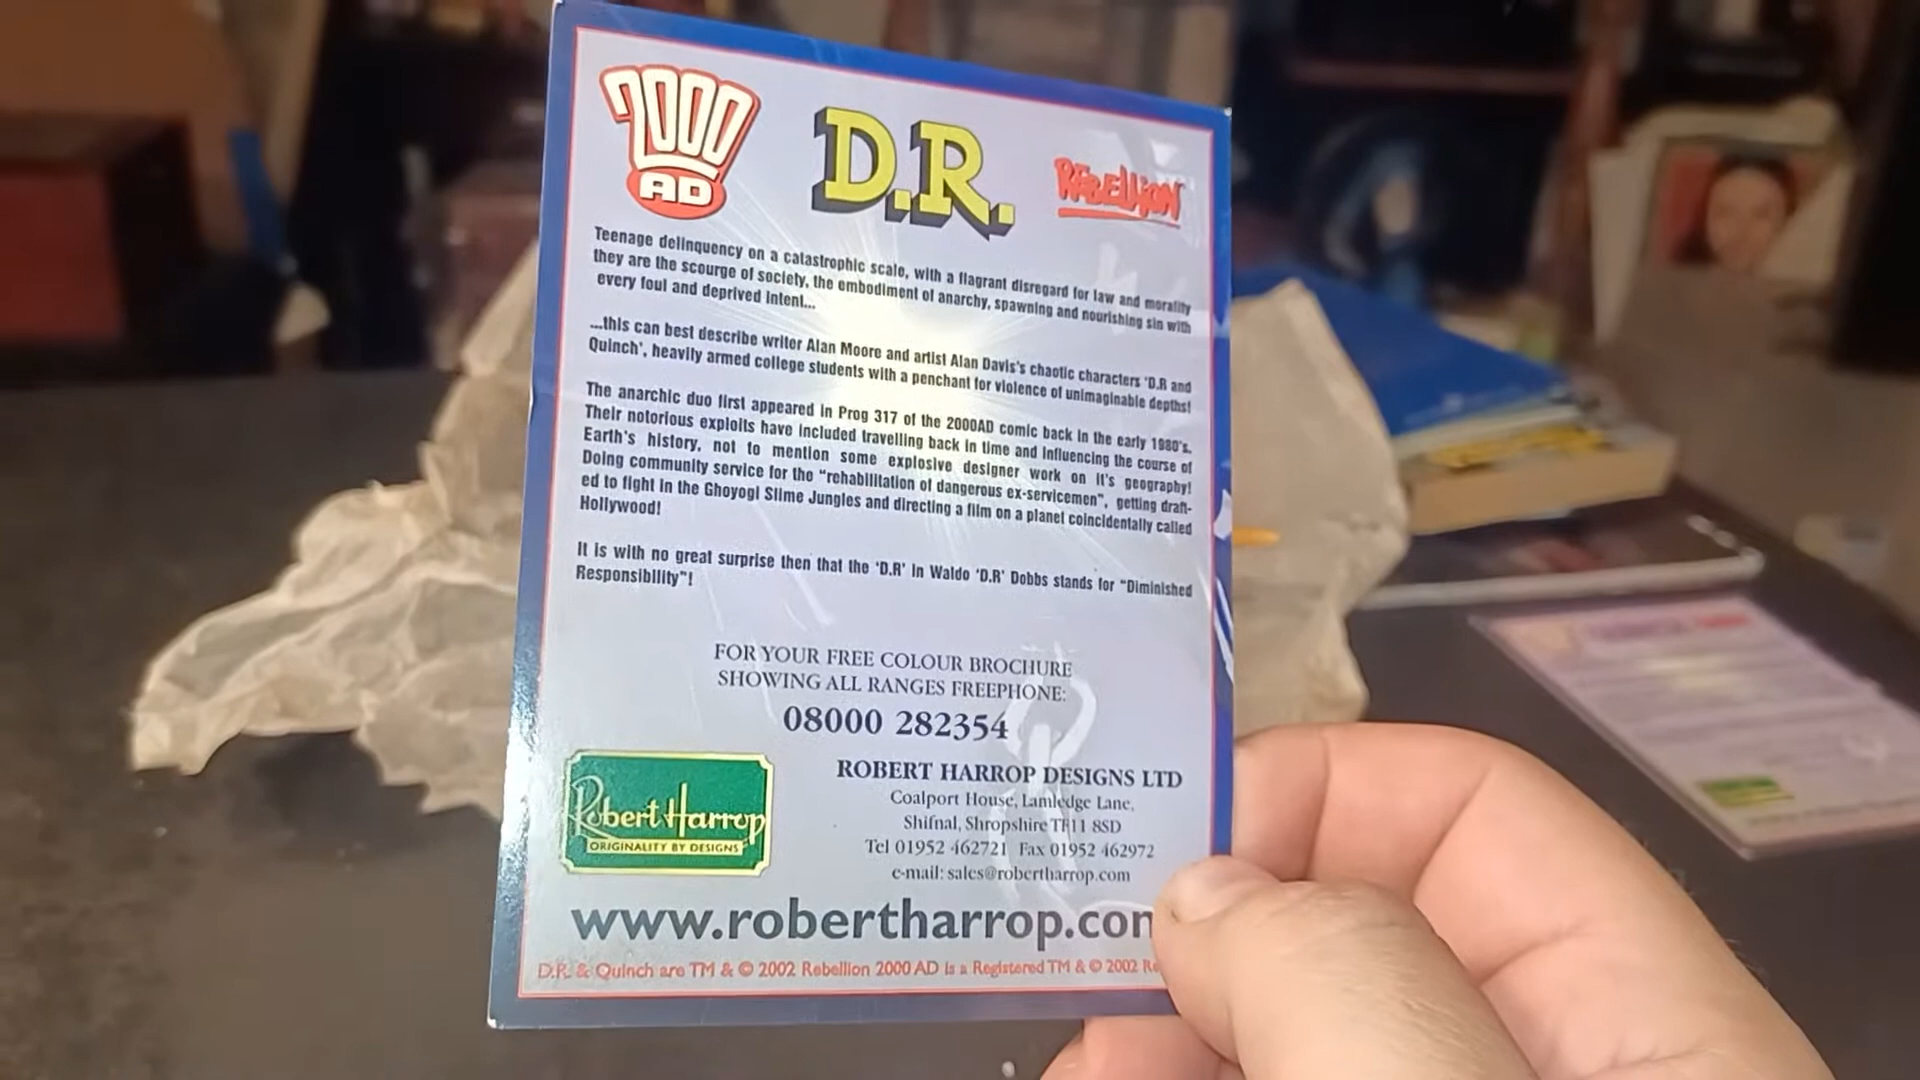 2000
AD
D.R.
REBELLION
Teenage delinquency on a catastrophic scale, with a flagrant disregard for law and morality
they are the scourge of society, the embodiment of anarchy, spawning and nourishing sin with
every foul and deprived intent...
...this can best describe writer Alan Moore and artist Alan Davis's chaotic characters 'D.R and
Quinch', heavily armed college students with a penchant for violence of unimaginable depths!
The anarchic duo first appeared in Prog 317 of the 2000AD comic back in the early 1980's.
Their notorious exploits have included travelling back in time and influencing the course of
Earth's history, not to mention some explosive designer work on it's geography!
Doing community service for the "rehabilitation of dangerous ex-servicemen", getting draft-
ed to fight in the Ghoyogi Slime Jungles and directing a film on a planet coincidentally called
Hollywood!
It is with no great surprise then that the 'D.R' in Waldo 'D.R' Dobbs stands for "Diminished
Responsibility"!
FOR YOUR FREE COLOUR BROCHURE
SHOWING ALL RANGES FREEPHONE:
08000 282354
Robert Harrop
ORIGINALITY BY DESIGNS
ROBERT HARROP DESIGNS LTD
Coalport House, Lamledge Lane,
Shifnal, Shropshire TF11 8SD
Tel 01952 462721 Fax 01952 462972
e-mail: sales@robertharrop.com
www.robertharrop.com
D.R. & Quinch are TM & © 2002 Rebellion 2000 AD is a Registered TM & © 2002